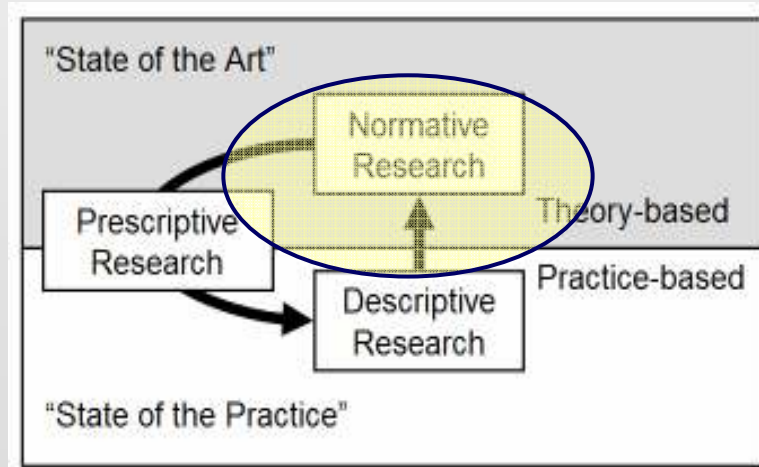 “State of the Art”
Normative
Research
Theory-based
Prescriptive
Research
Practice-based
Descriptive
Research
“State of the Practice”